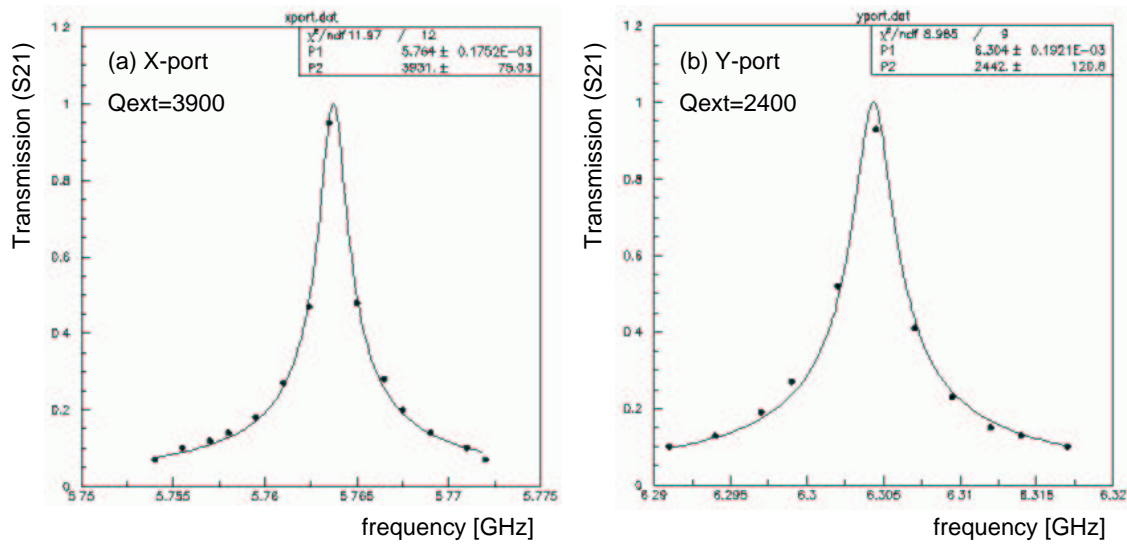 xport.dat
χ²/ndf 11.97 / 12
P1 5.764 ± 0.1752E-03
P2 3931. ± 75.03
(a) X-port
Qext=3900
Transmission (S21)
1.2
1
0.8
0.6
0.4
0.2
0
5.75 5.755 5.76 5.765 5.77 5.775
frequency [GHz]
yport.dat
χ²/ndf 8.985 / 9
P1 6.304 ± 0.1921E-03
P2 2442. ± 120.8
(b) Y-port
Qext=2400
Transmission (S21)
1.2
1
0.8
0.6
0.4
0.2
0
6.29 6.295 6.3 6.305 6.31 6.315 6.32
frequency [GHz]